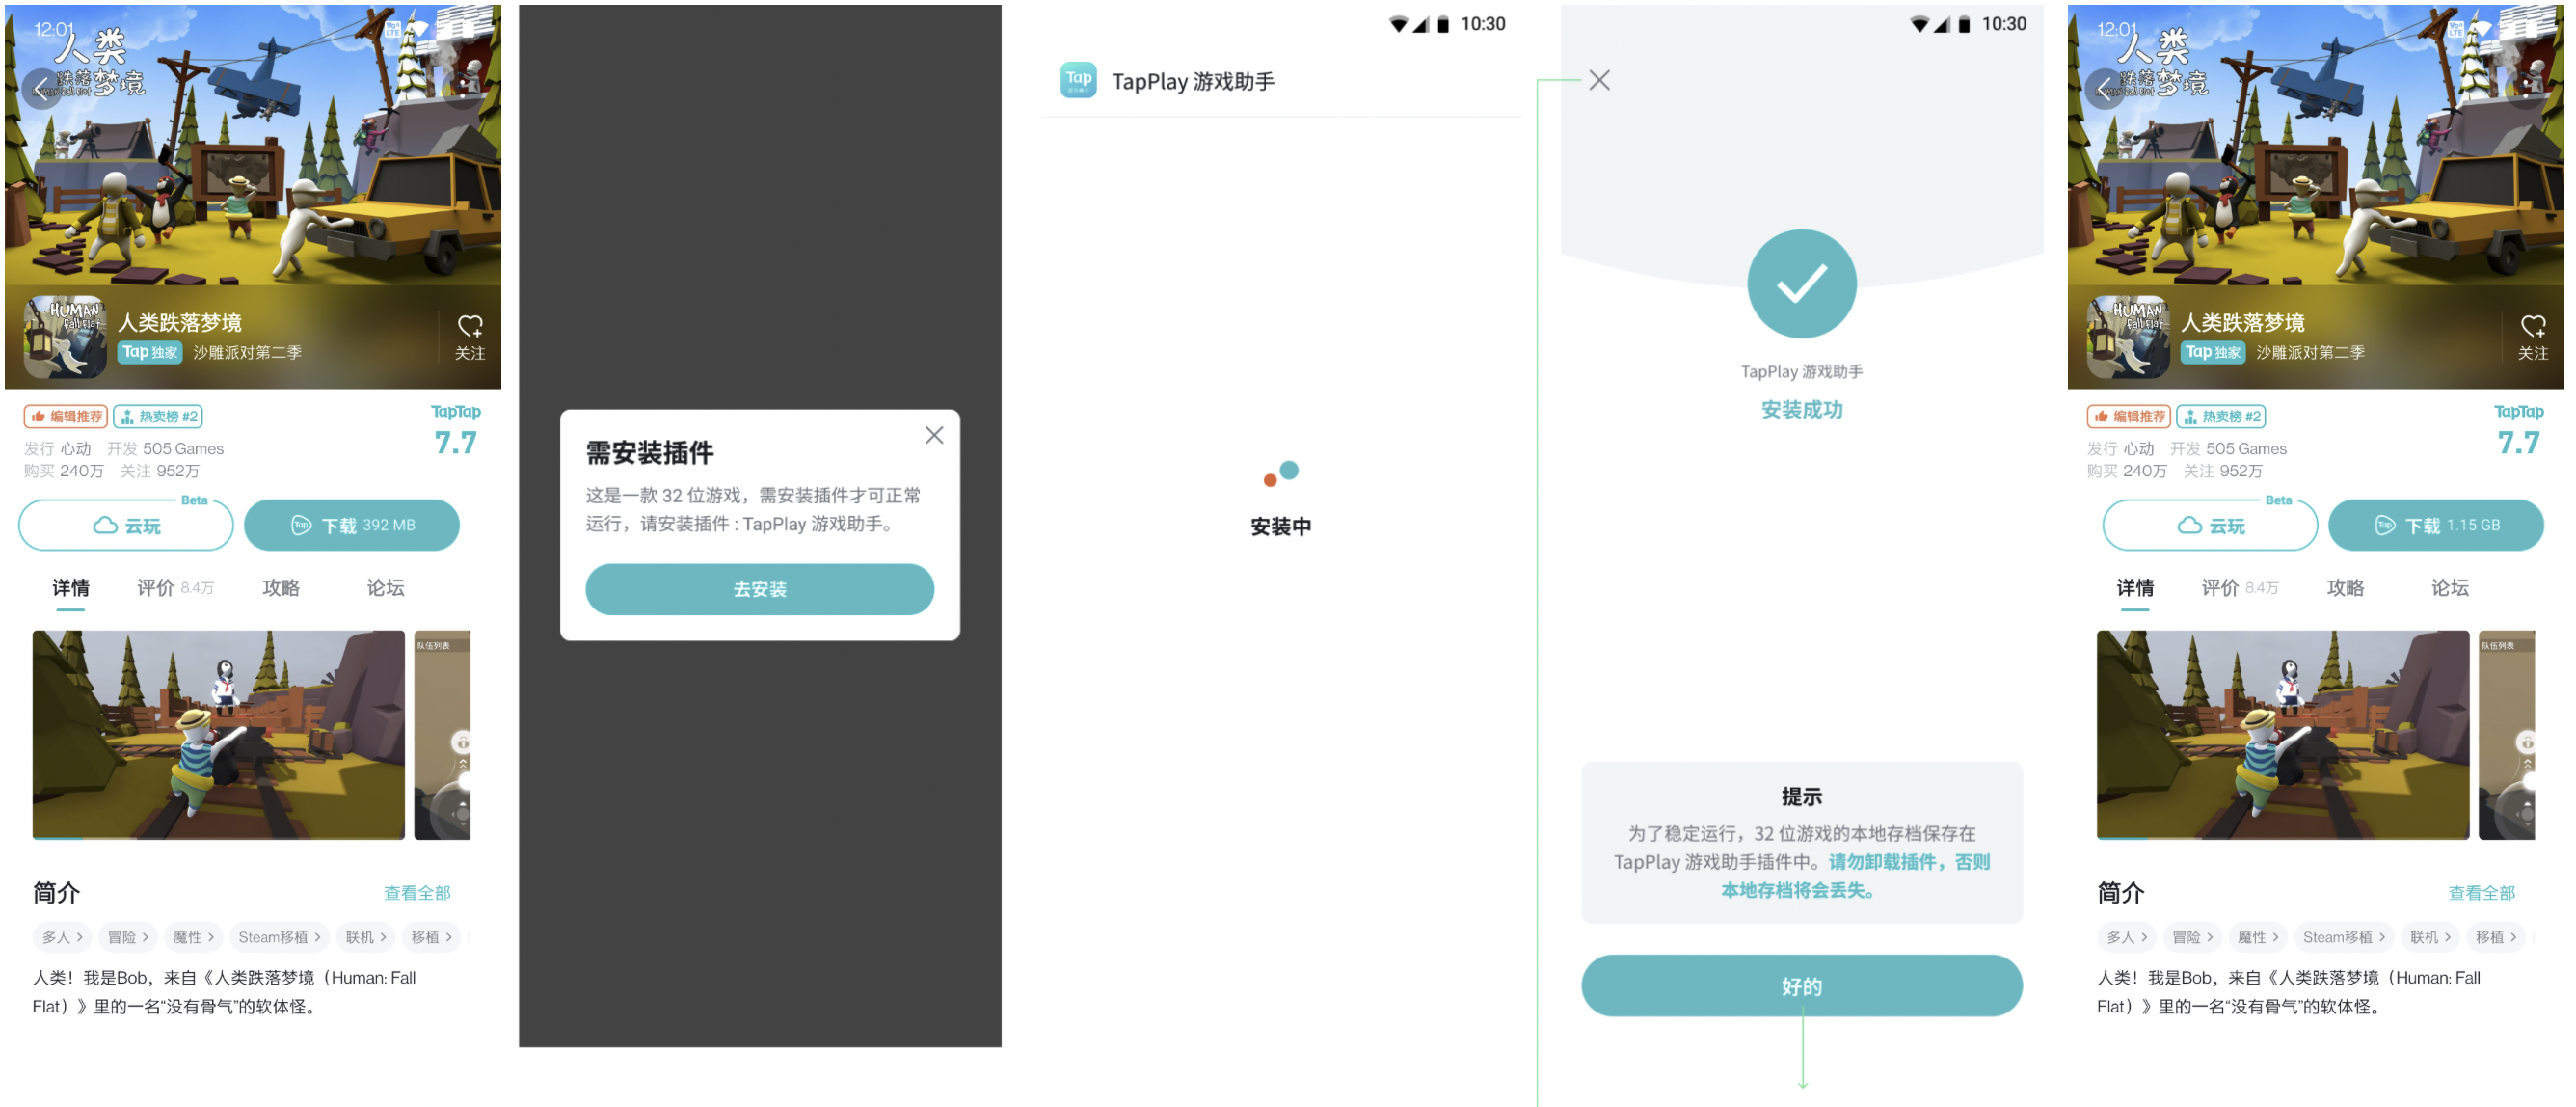 12:01
人类
跌落梦境
HUMAN fall flat
HUMAN
fall flat
人类跌落梦境
Tap 独家 沙雕派对第二季
关注
编辑推荐 热卖榜 #2
TapTap
7.7
发行 心动 开发 505 Games
购买 240万 关注 952万
Beta
云玩
Tap 下载 392 MB
详情 评价 8.4万 攻略 论坛
队伍列表
简介 查看全部
多人 > 冒险 > 魔性 > Steam移植 > 联机 > 移植 >
人类！我是Bob，来自《人类跌落梦境（Human: Fall
Flat）》里的一名“没有骨气”的软体怪。
需安装插件
这是一款 32 位游戏，需安装插件才可正常
运行，请安装插件 : TapPlay 游戏助手。
去安装
10:30
Tap
TapPlay 游戏助手
安装中
10:30
TapPlay 游戏助手
安装成功
提示
为了稳定运行，32 位游戏的本地存档保存在
TapPlay 游戏助手插件中。请勿卸载插件，否则
本地存档将会丢失。
好的
12:01
人类
跌落梦境
HUMAN fall flat
HUMAN
fall flat
人类跌落梦境
Tap 独家 沙雕派对第二季
关注
编辑推荐 热卖榜 #2
TapTap
7.7
发行 心动 开发 505 Games
购买 240万 关注 952万
Beta
云玩
Tap 下载 1.15 GB
详情 评价 8.4万 攻略 论坛
队伍列表
简介 查看全部
多人 > 冒险 > 魔性 > Steam移植 > 联机 > 移植 >
人类！我是Bob，来自《人类跌落梦境（Human: Fall
Flat）》里的一名“没有骨气”的软体怪。